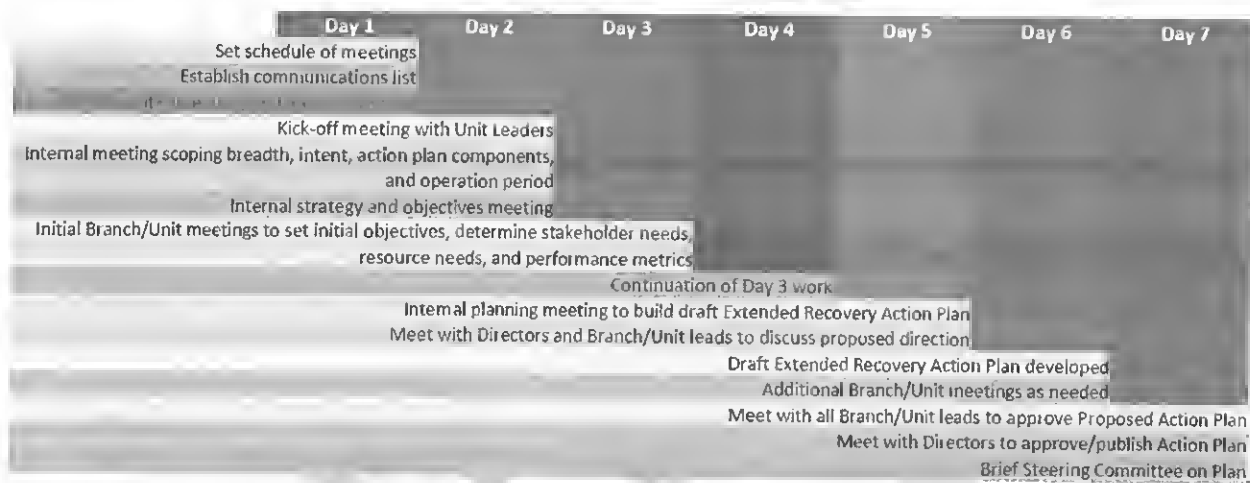 Day 1 Day 2 Day 3 Day 4 Day 5 Day 6 Day 7
Set schedule of meetings
Establish communications list
Kick-off meeting with Unit Leaders
Internal meeting scoping breadth, intent, action plan components,
and operation period
Internal strategy and objectives meeting
Initial Branch/Unit meetings to set initial objectives, determine stakeholder needs,
resource needs, and performance metrics
Continuation of Day 3 work
Internal planning meeting to build draft Extended Recovery Action Plan
Meet with Directors and Branch/Unit leads to discuss proposed direction
Draft Extended Recovery Action Plan developed
Additional Branch/Unit meetings as needed
Meet with all Branch/Unit leads to approve Proposed Action Plan
Meet with Directors to approve/publish Action Plan
Brief Steering Committee on Plan